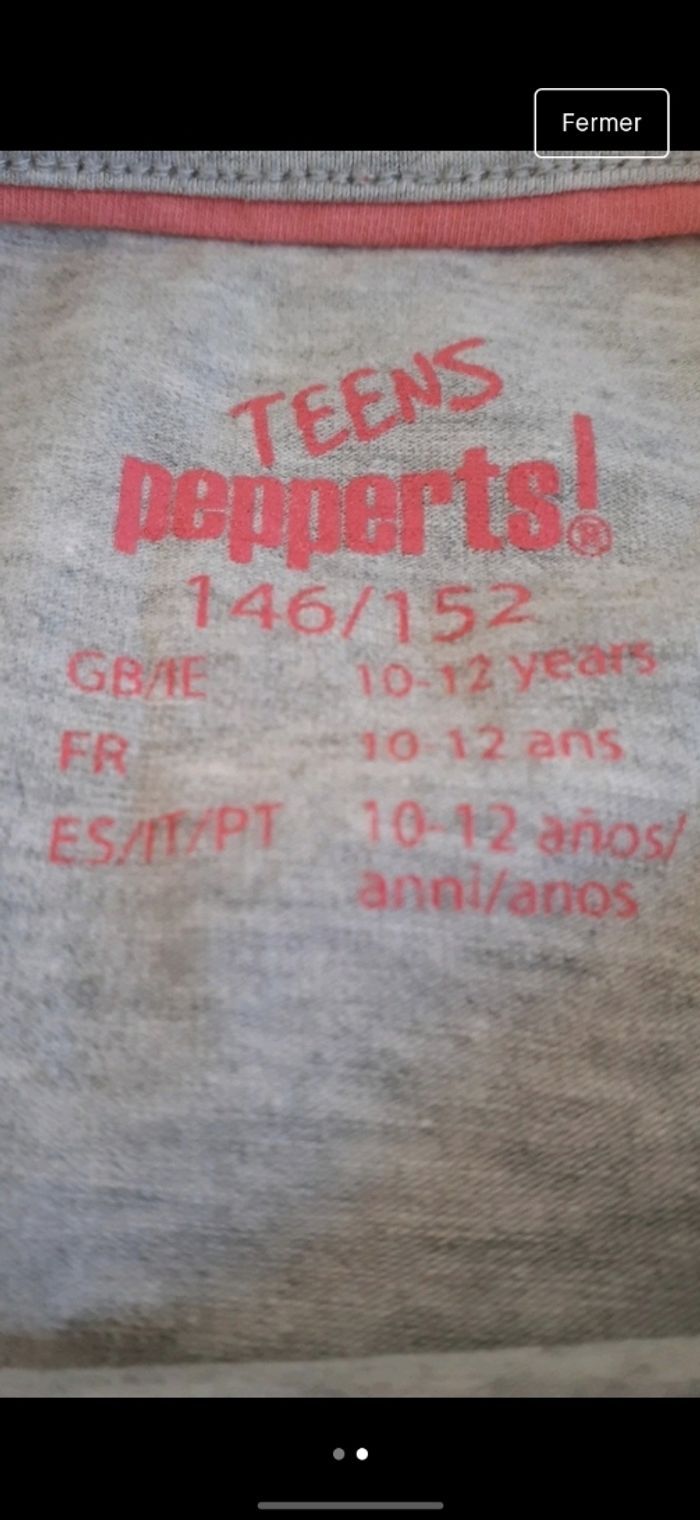 Fermer
TEENS
pepperts!®
146/152
GB/IE 10-12 years
FR 10-12 ans
ES/IT/PT 10-12 años/
anni/anos